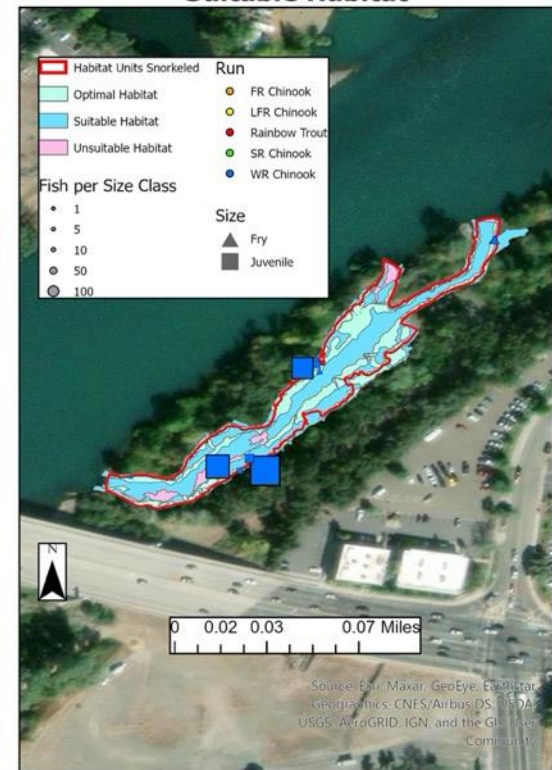 Suitable Habitat
Habitat Units Snorkeled
Optimal Habitat
Suitable Habitat
Unsuitable Habitat
Fish per Size Class
1
5
10
50
100
Run
FR Chinook
LFR Chinook
Rainbow Trout
SR Chinook
WR Chinook
Size
Fry
Juvenile
N
0 0.02 0.03 0.07 Miles
Source: Esri, Maxar, GeoEye, Earthstar
Geographics, CNES/Airbus DS, USDA,
USGS, AeroGRID, IGN, and the GIS User
Community